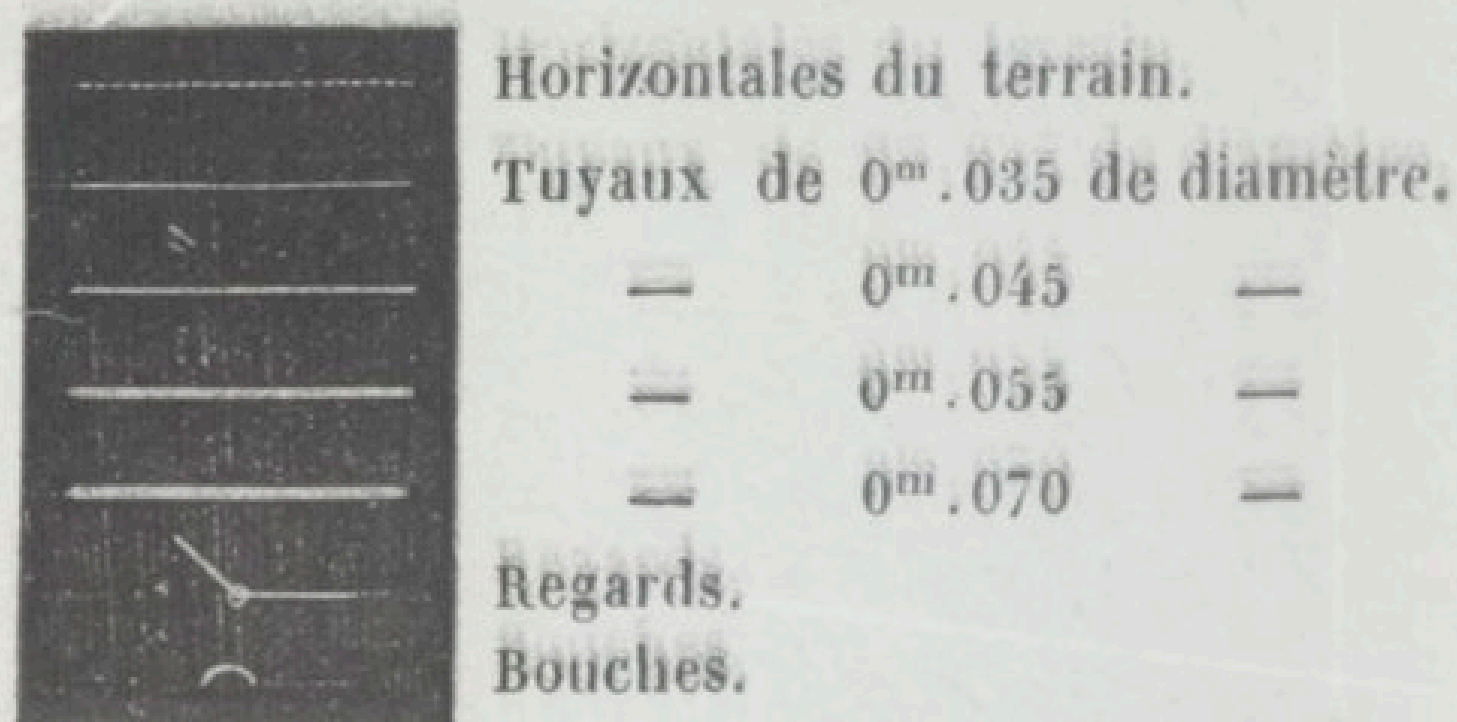 Horizontales du terrain.
Tuyaux de 0ᵐ.035 de diamètre.
— 0ᵐ.045 —
— 0ᵐ.055 —
— 0ᵐ.070 —
Regards.
Bouches.